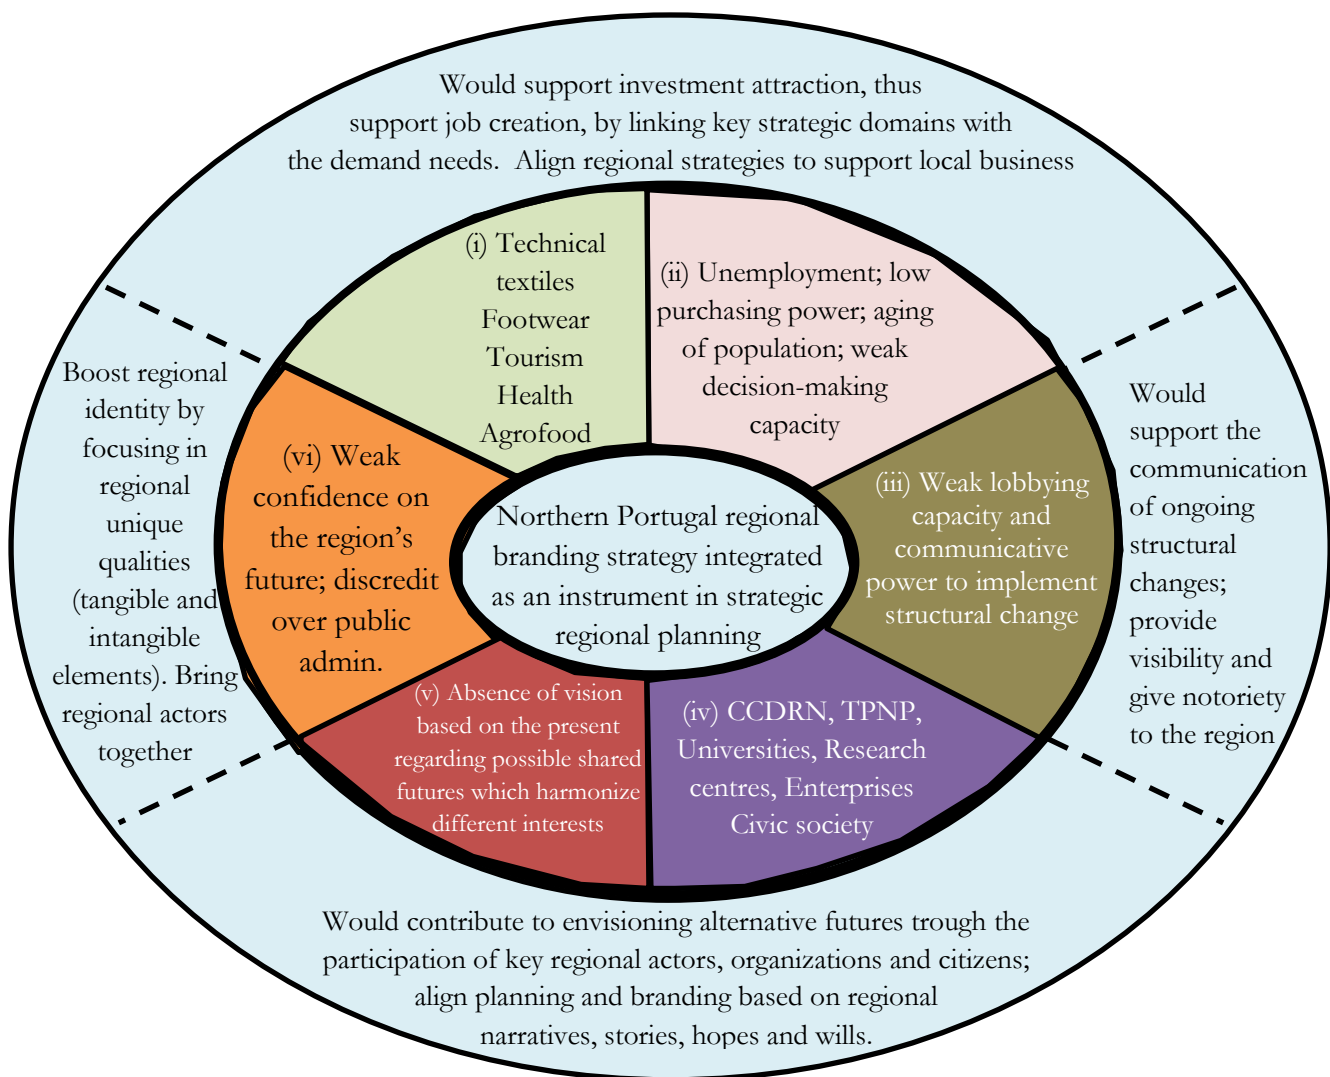 Would support investment attraction, thus
support job creation, by linking key strategic domains with
the demand needs.  Align regional strategies to support local business
(i) Technical
textiles
Footwear
Tourism
Health
Agrofood
(ii) Unemployment; low
purchasing power; aging
of population; weak
decision-making
capacity
Boost regional
identity by
focusing in
regional
unique
qualities
(tangible and
intangible
elements). Bring
regional actors
together
(vi) Weak
confidence on
the region’s
future; discredit
over public
admin.
Northern Portugal regional
branding strategy integrated
as an instrument in strategic
regional planning
(iii) Weak lobbying
capacity and
communicative
power to implement
structural change
Would
support the
communication
of ongoing
structural
changes;
provide
visibility and
give notoriety
to the region
(v) Absence of vision
based on the present
regarding possible shared
futures which harmonize
different interests
(iv) CCDRN, TPNP,
Universities, Research
centres, Enterprises
Civic society
Would contribute to envisioning alternative futures trough the
participation of key regional actors, organizations and citizens;
align planning and branding based on regional
narratives, stories, hopes and wills.